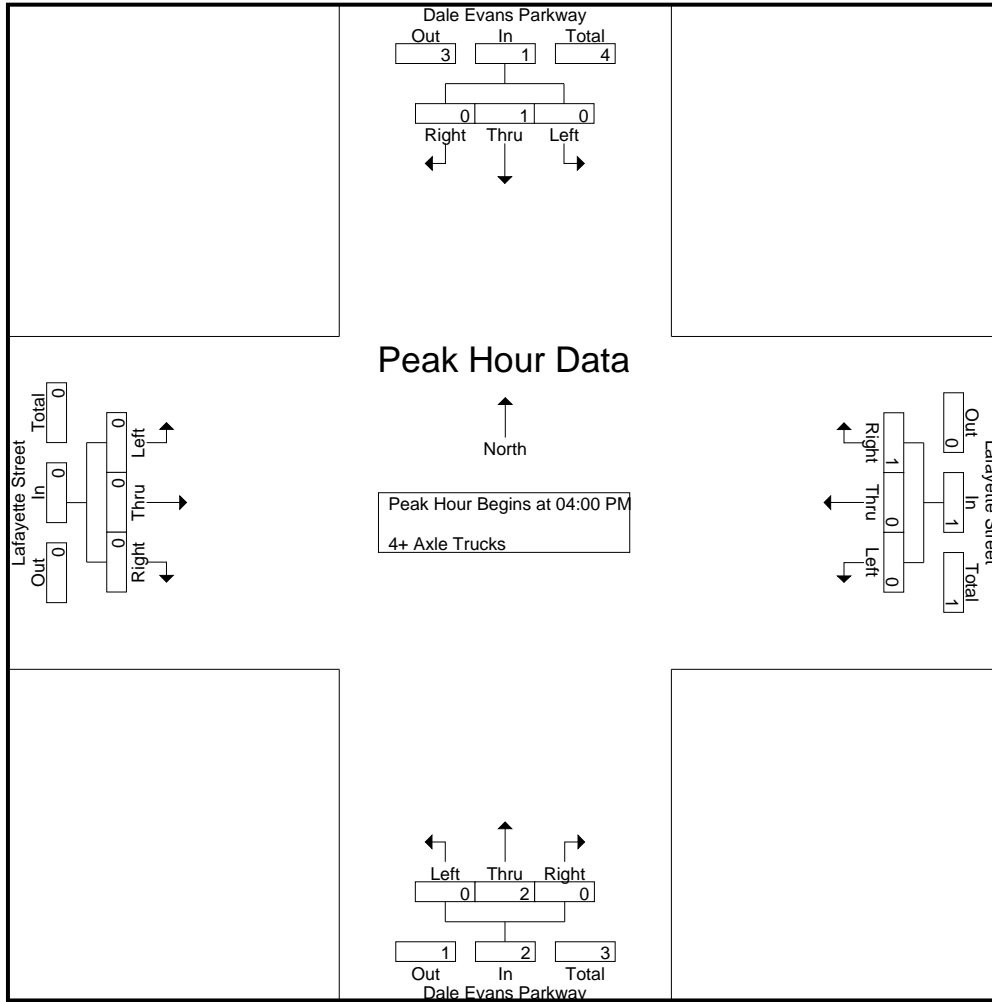 Dale Evans Parkway
Out In Total
3 1 4
0 1 0
Right Thru Left
Peak Hour Data
North
Peak Hour Begins at 04:00 PM
4+ Axle Trucks
Lafayette Street
Total In Out
0 0 0
0 0 0
Left Thru Right
Lafayette Street
Out In Total
0 1 1
1 0 0
Right Thru Left
Left Thru Right
0 2 0
1 2 3
Out In Total
Dale Evans Parkway